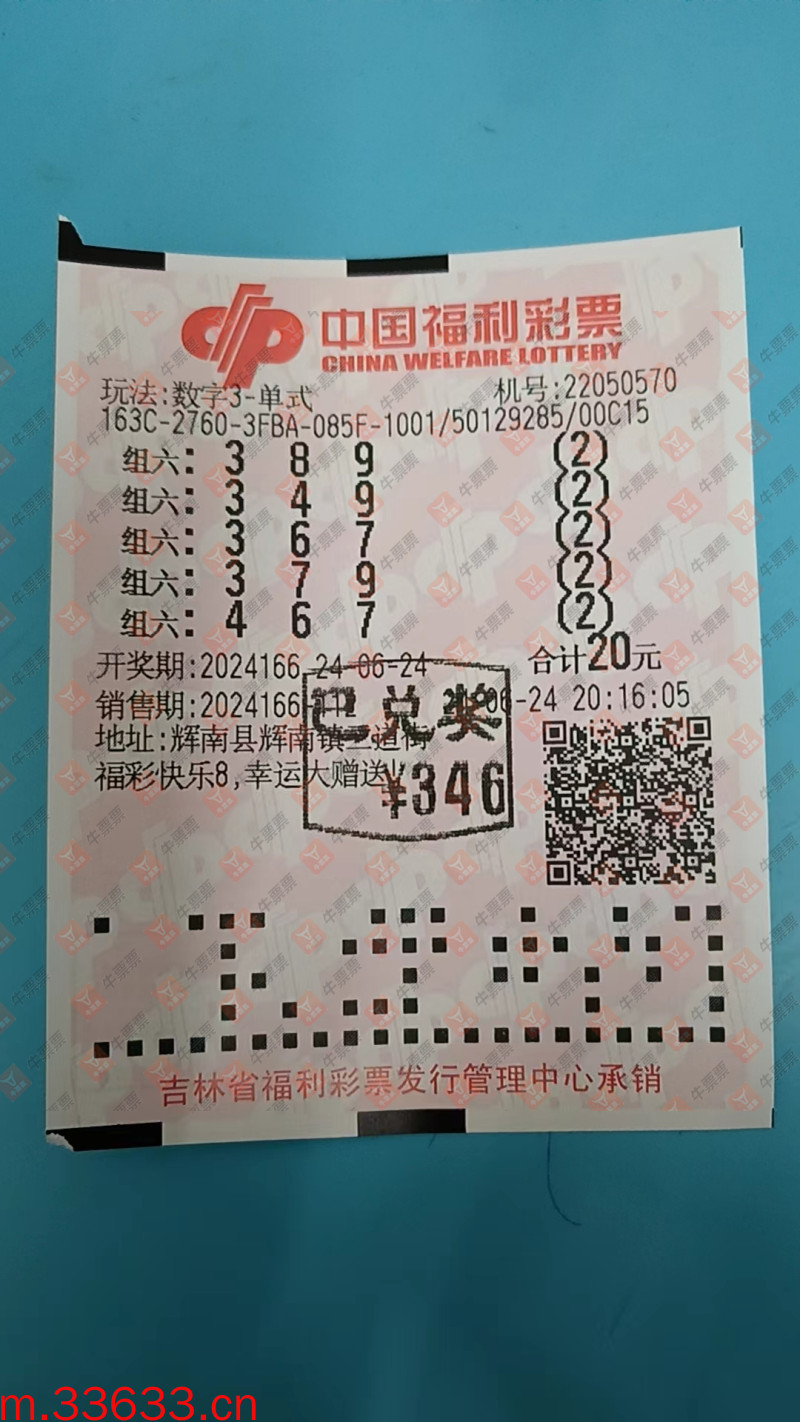 中国福利彩票
CHINA WELFARE LOTTERY
玩法:数字3-单式 机号:22050570
163C-2760-3FBA-085F-1001/50129285/00C15
组六: 3 8 9 (2)
组六: 3 4 9 (2)
组六: 3 6 7 (2)
组六: 3 7 9 (2)
组六: 4 6 7 (2)
开奖期:2024166 24-06-24 合计20元
销售期:2024166 -06-24 20:16:05
已兑奖
地址:辉南县辉南镇三道街
福彩快乐8,幸运大赠送!
¥346
吉林省福利彩票发行管理中心承销
牛票票
m.33633.cn